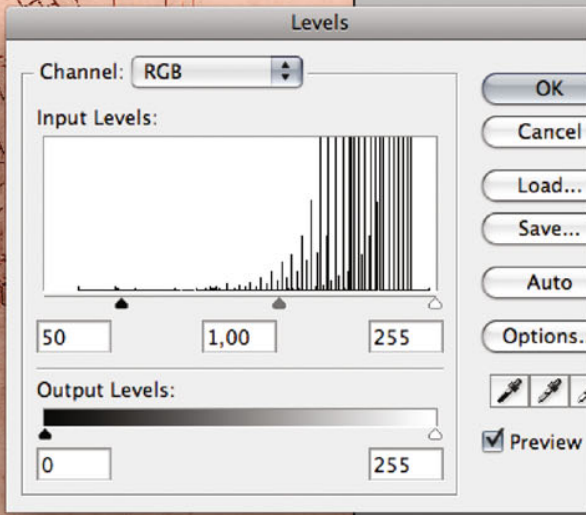 Levels
Channel: RGB
OK
Input Levels:
Cancel
Load...
Save...
Auto
50 1,00 255
Options..
Output Levels:
Preview
0 255